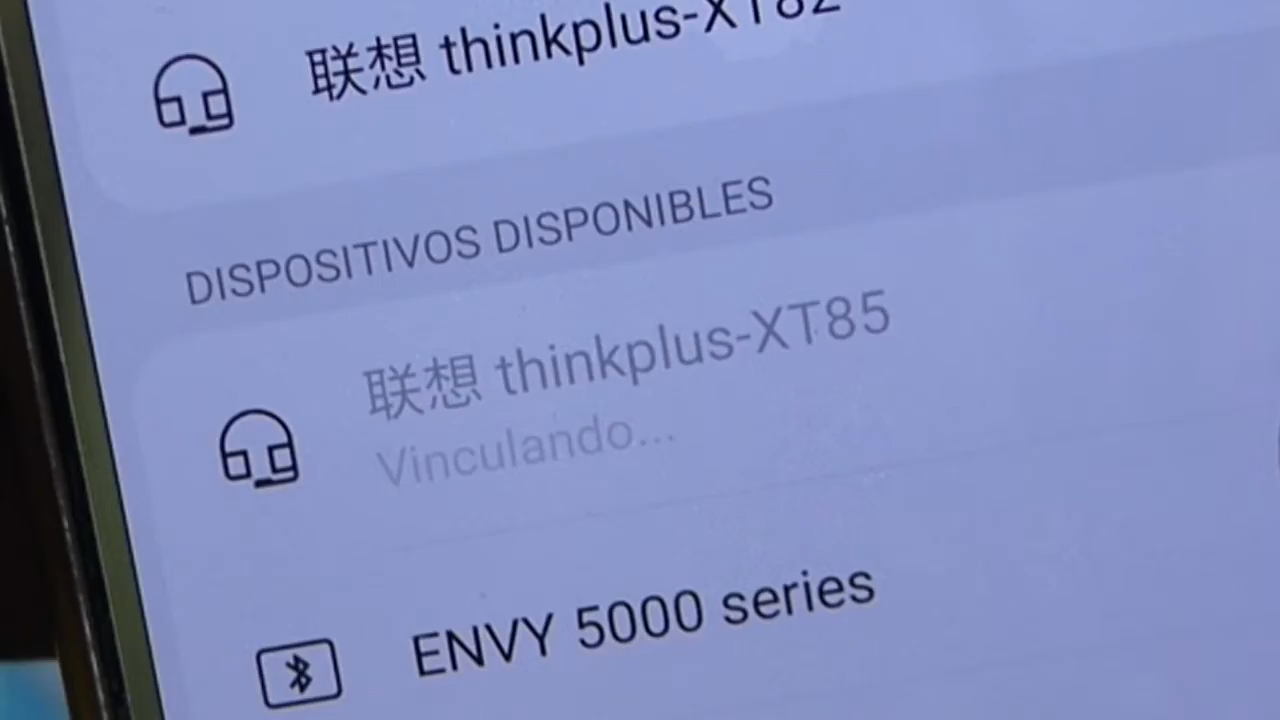 联想 thinkplus-XT82
DISPOSITIVOS DISPONIBLES
联想 thinkplus-XT85
Vinculando...
ENVY 5000 series